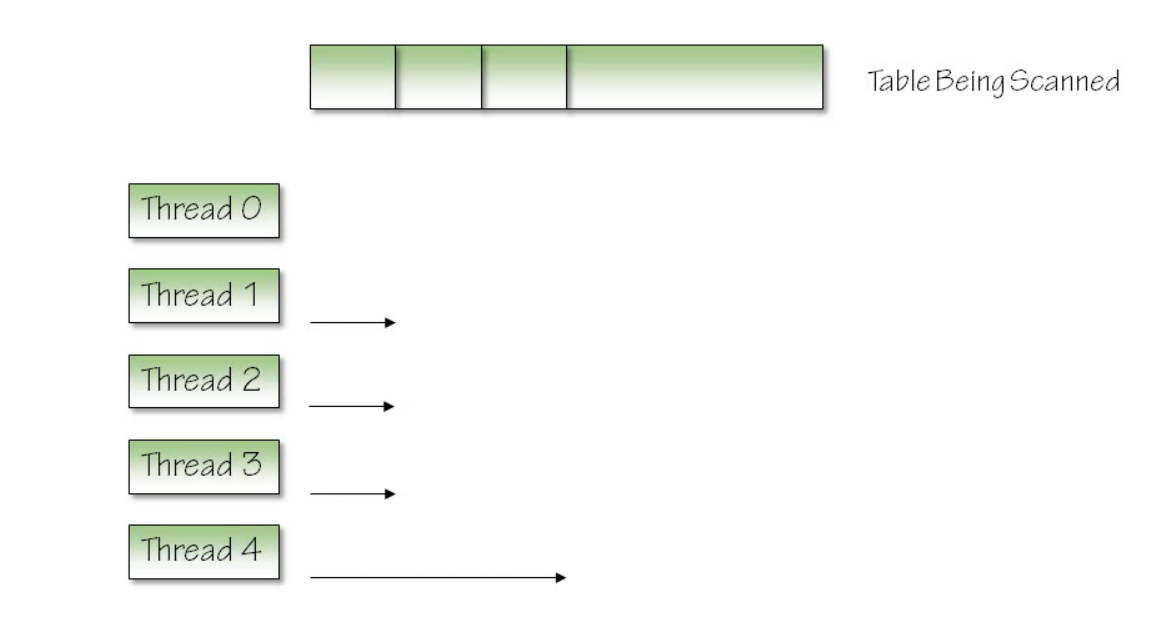 Table Being Scanned
Thread 0
Thread 1
Thread 2
Thread 3
Thread 4